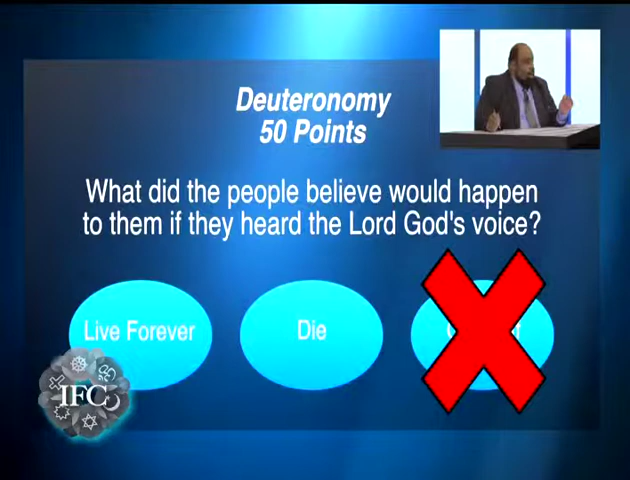 Deuteronomy
50 Points
What did the people believe would happen
to them if they heard the Lord God's voice?
Live Forever
Die
IFC